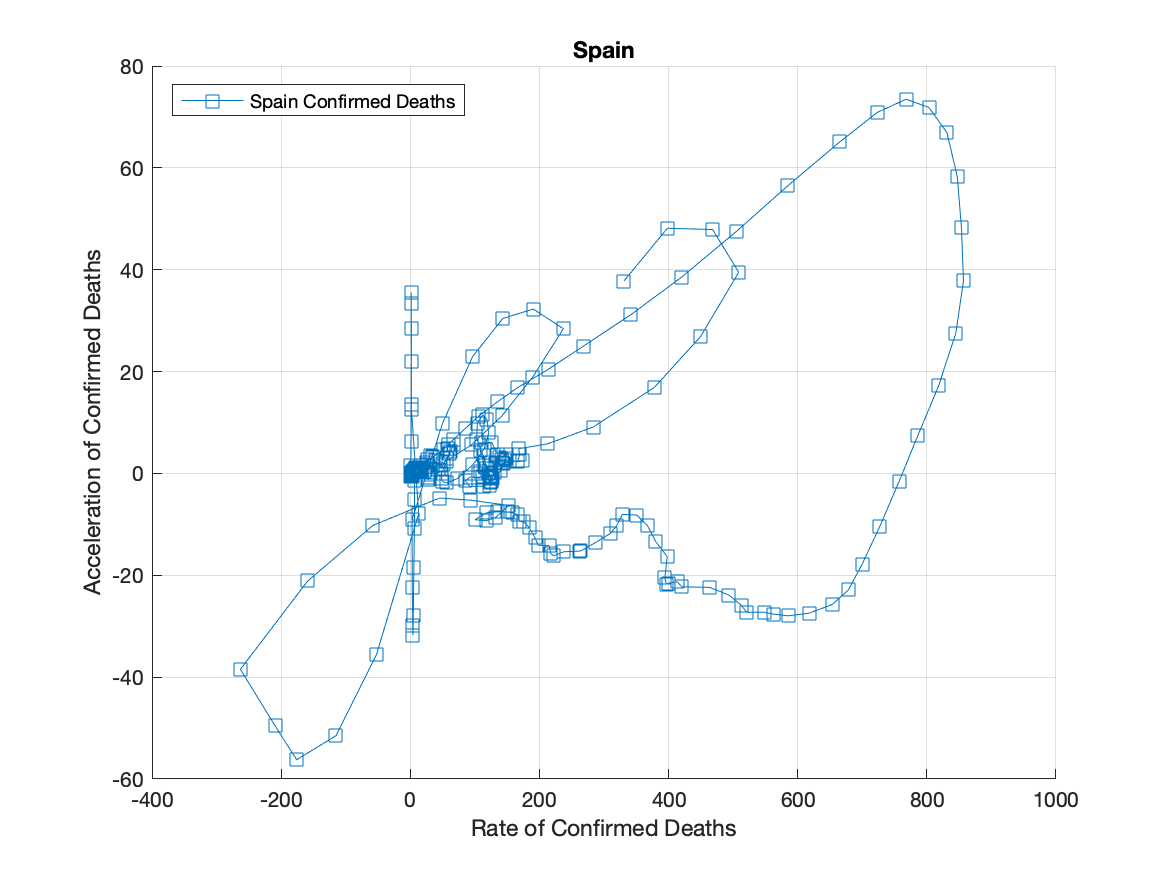 Spain
80
Spain Confirmed Deaths
60
40
20
0
-20
-40
-60
-400 -200 0 200 400 600 800 1000
Rate of Confirmed Deaths
Acceleration of Confirmed Deaths